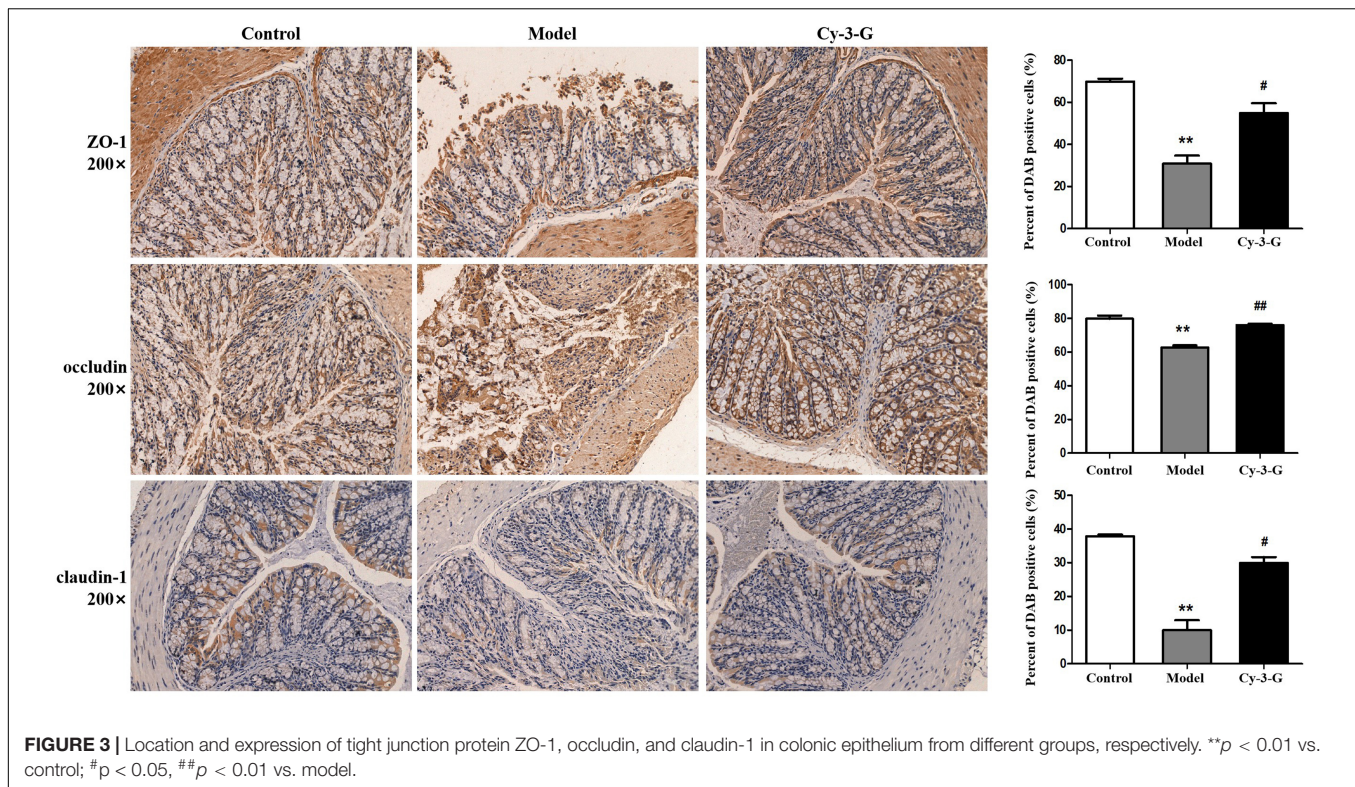 Control Model Cy-3-G
ZO-1
200×
occludin
200×
claudin-1
200×
Percent of DAB positive cells (%)
80
60
40
20
0
**
#
Control Model Cy-3-G
Percent of DAB positive cells (%)
100
80
60
40
20
0
**
##
Control Model Cy-3-G
Percent of DAB positive cells (%)
50
40
30
20
10
0
**
#
Control Model Cy-3-G
FIGURE 3 | Location and expression of tight junction protein ZO-1, occludin, and claudin-1 in colonic epithelium from different groups, respectively. **p < 0.01 vs.
control; #p < 0.05, ##p < 0.01 vs. model.